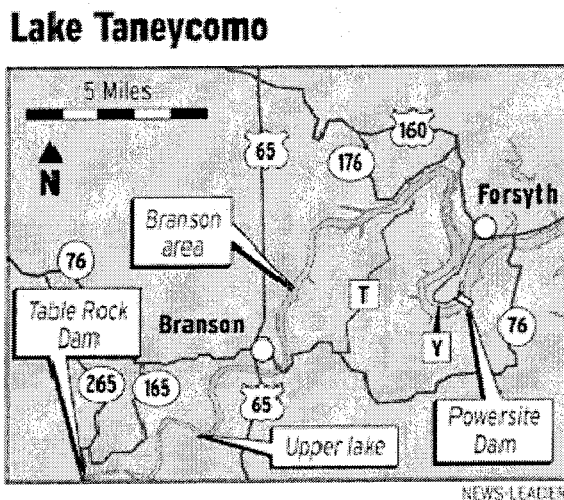 Lake Taneycomo
5 Miles
N
65
160
176
Forsyth
Branson
area
76
T
Table Rock
Dam
Branson
Y
76
265
165
65
Upper lake
Powersite
Dam
NEWS-LEADER